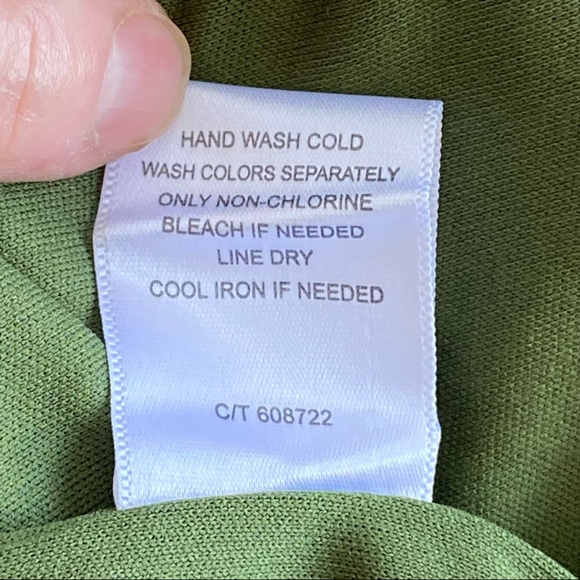 HAND WASH COLD
WASH COLORS SEPARATELY
ONLY NON-CHLORINE
BLEACH IF NEEDED
LINE DRY
COOL IRON IF NEEDED
C/T 608722